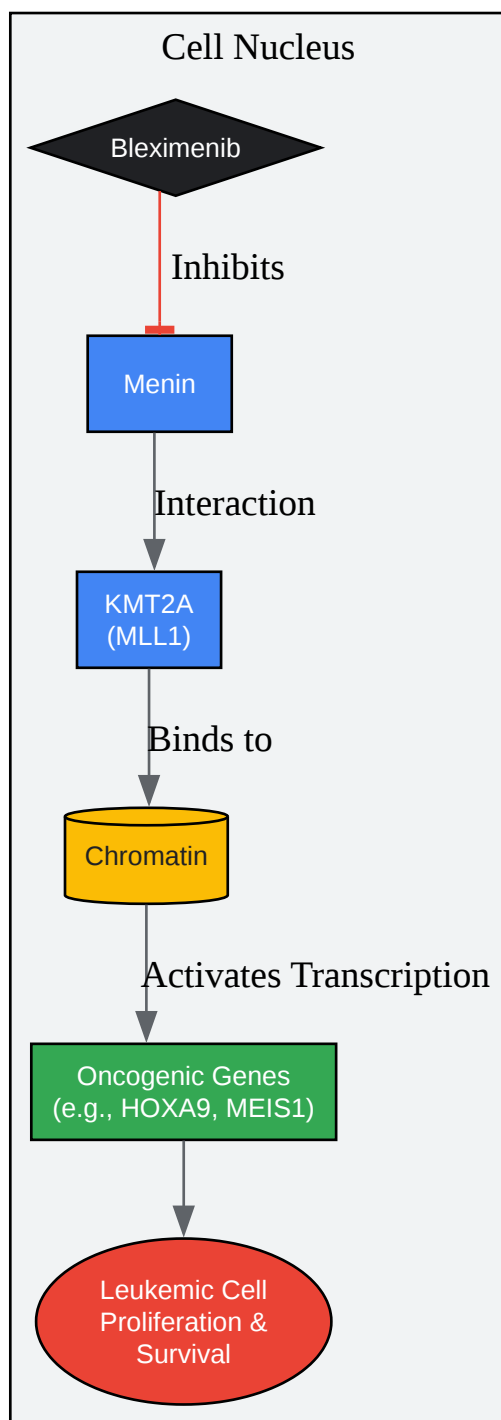 Cell Nucleus
Bleximenib
Inhibits
Menin
Interaction
KMT2A
(MLL1)
Binds to
Chromatin
Activates Transcription
Oncogenic Genes
(e.g., HOXA9, MEIS1)
Leukemic Cell
Proliferation &
Survival